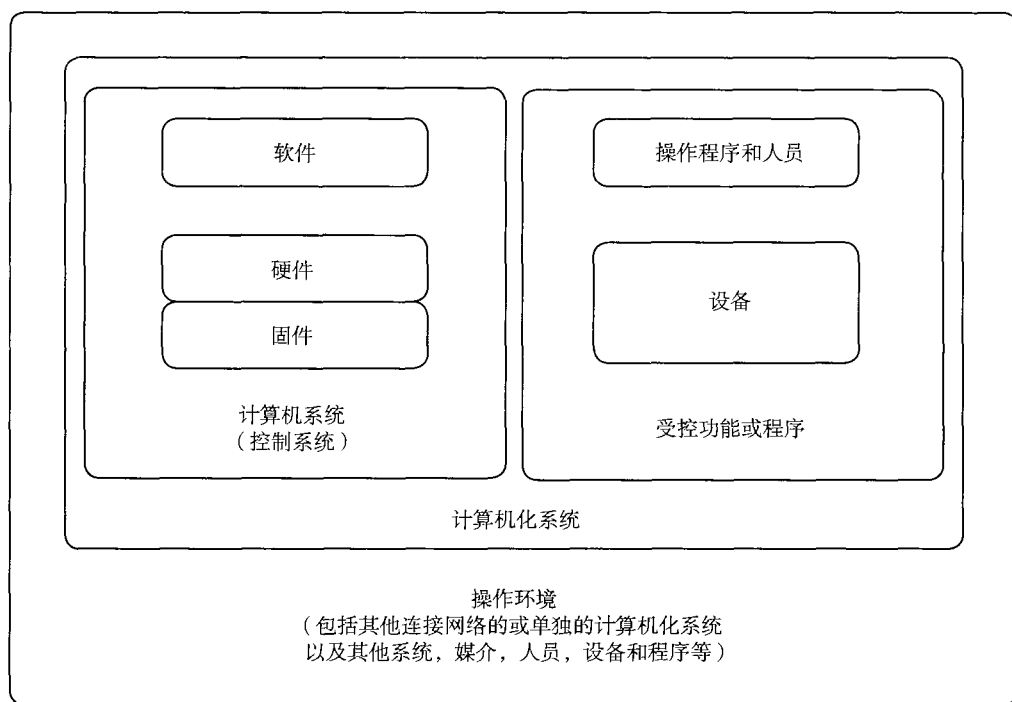 软件
硬件
固件
计算机系统
（控制系统）
操作程序和人员
设备
受控功能或程序
计算机化系统
操作环境
（包括其他连接网络的或单独的计算机化系统
以及其他系统，媒介，人员，设备和程序等）